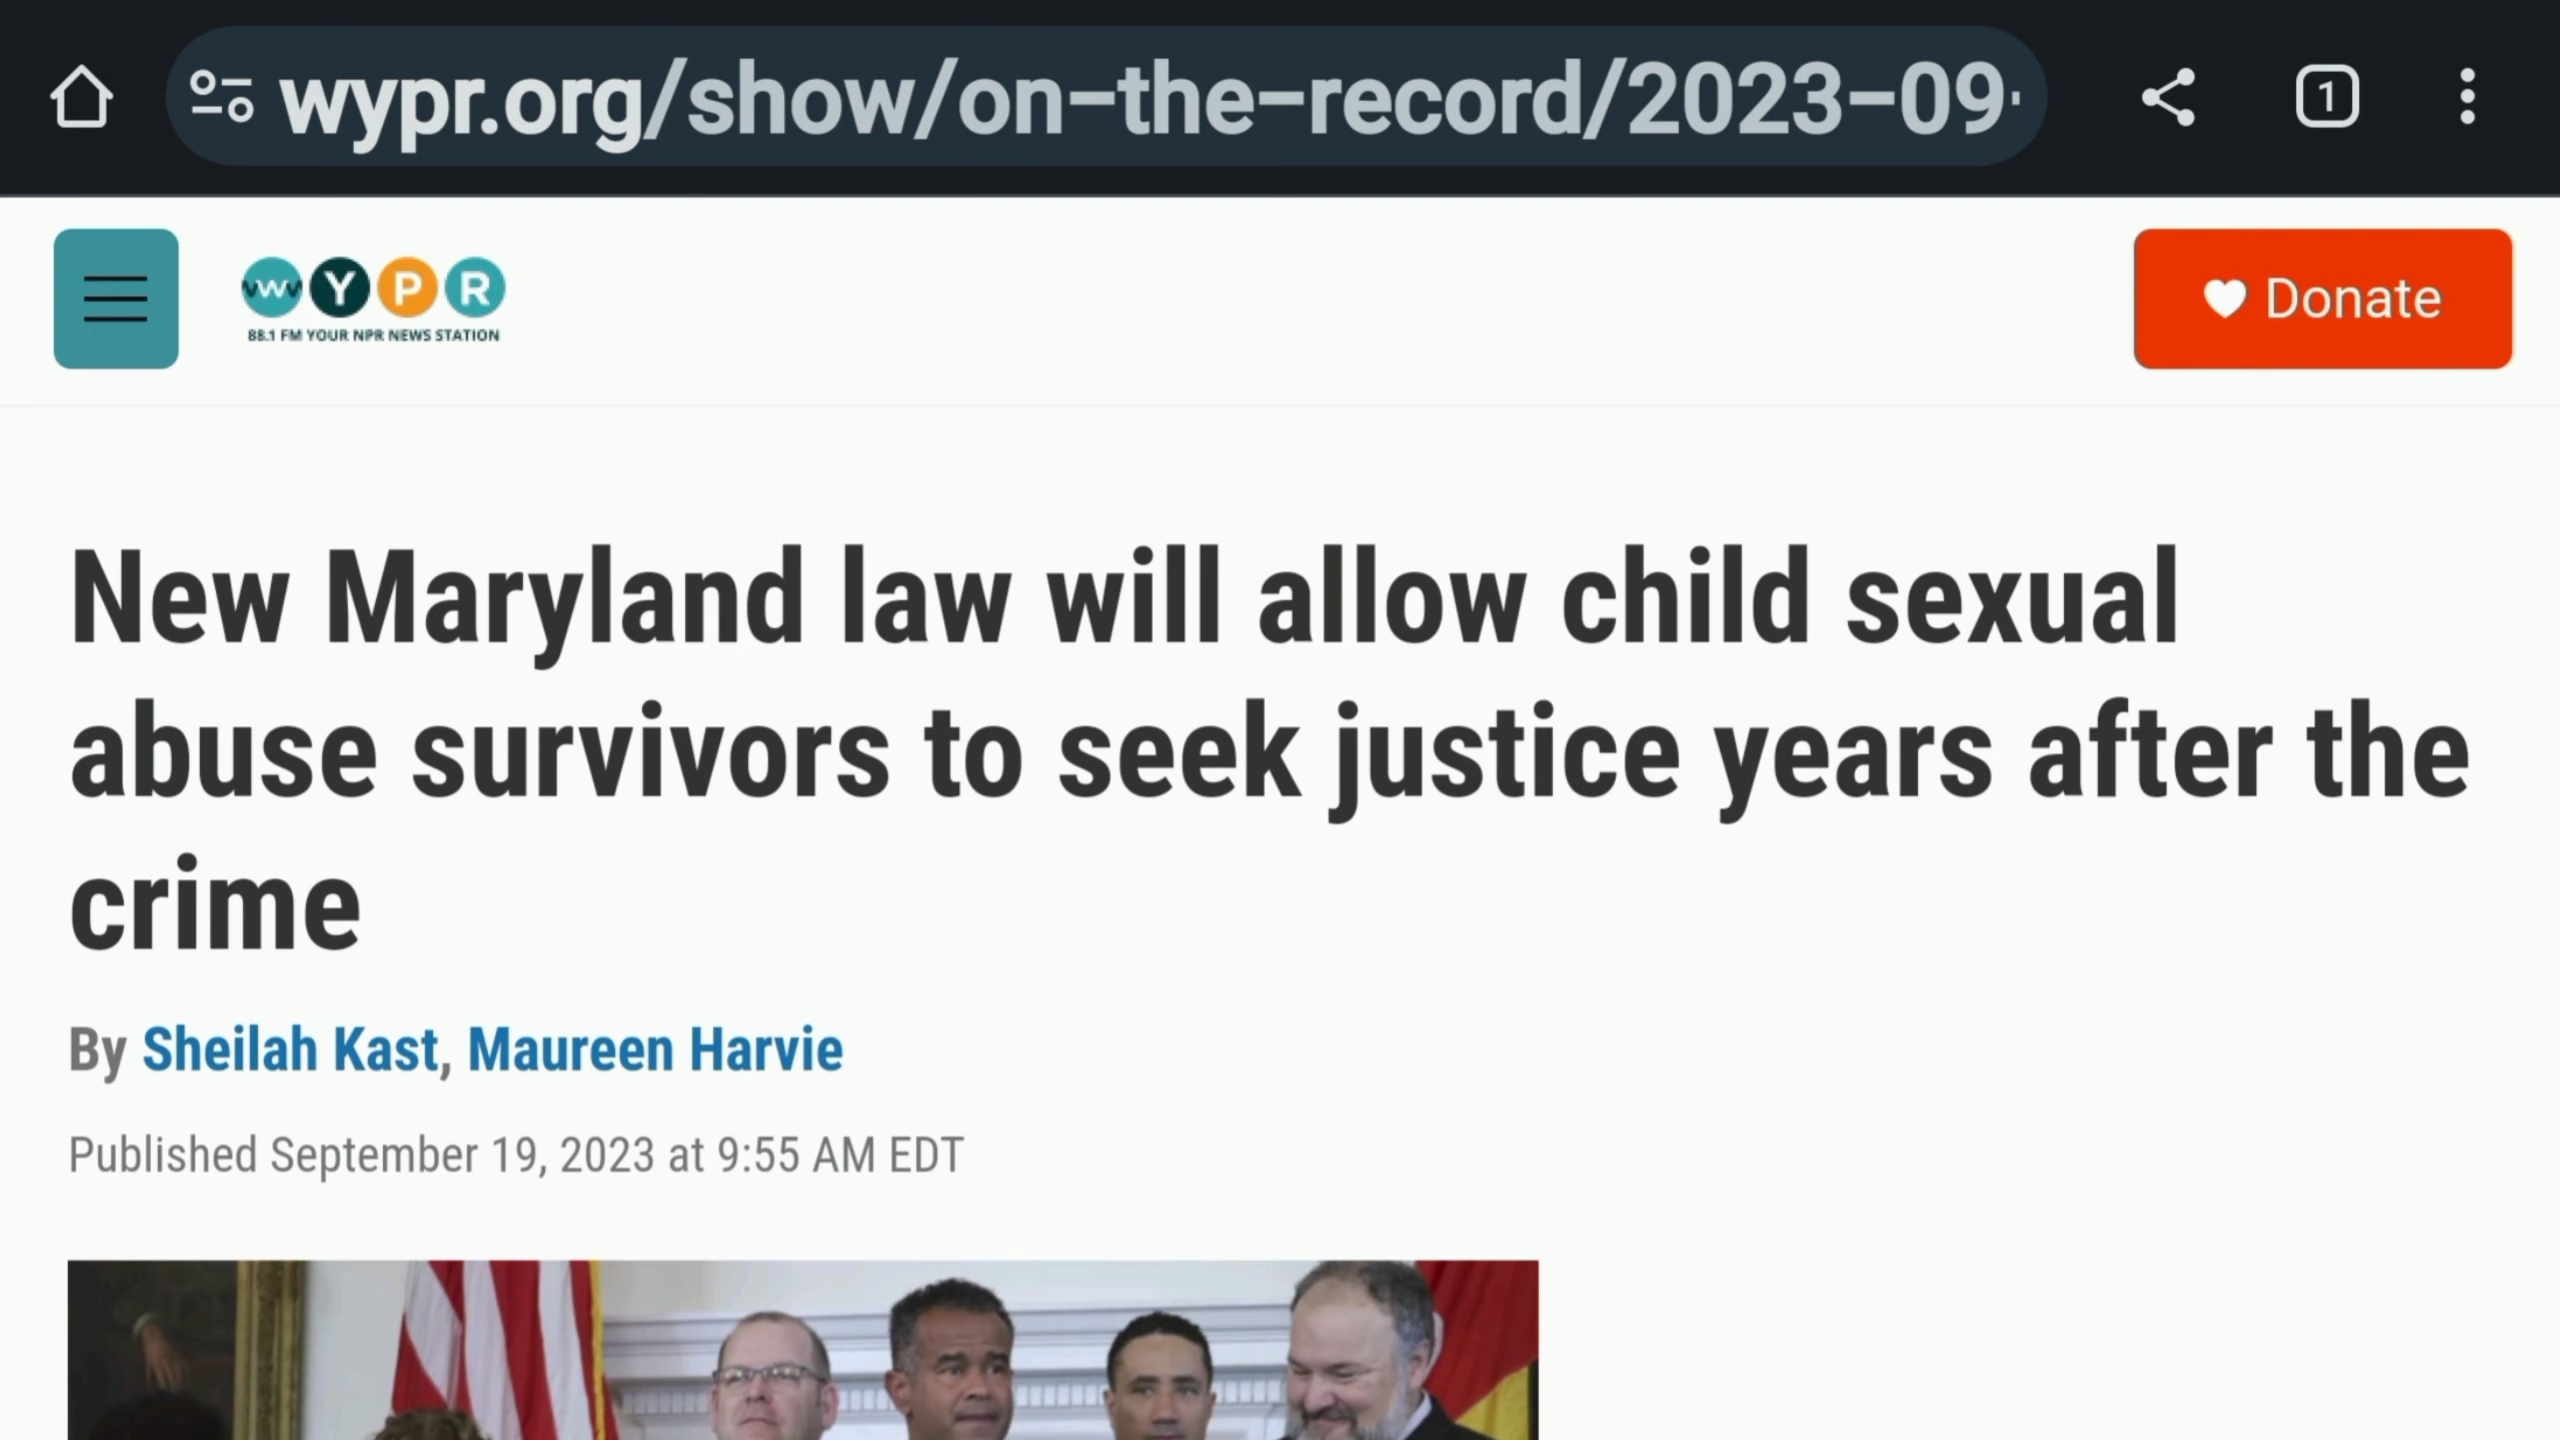 wypr.org/show/on-the-record/2023-09
1
WYPR
88.1 FM YOUR NPR NEWS STATION
Donate
New Maryland law will allow child sexual
abuse survivors to seek justice years after the
crime
By Sheilah Kast, Maureen Harvie
Published September 19, 2023 at 9:55 AM EDT